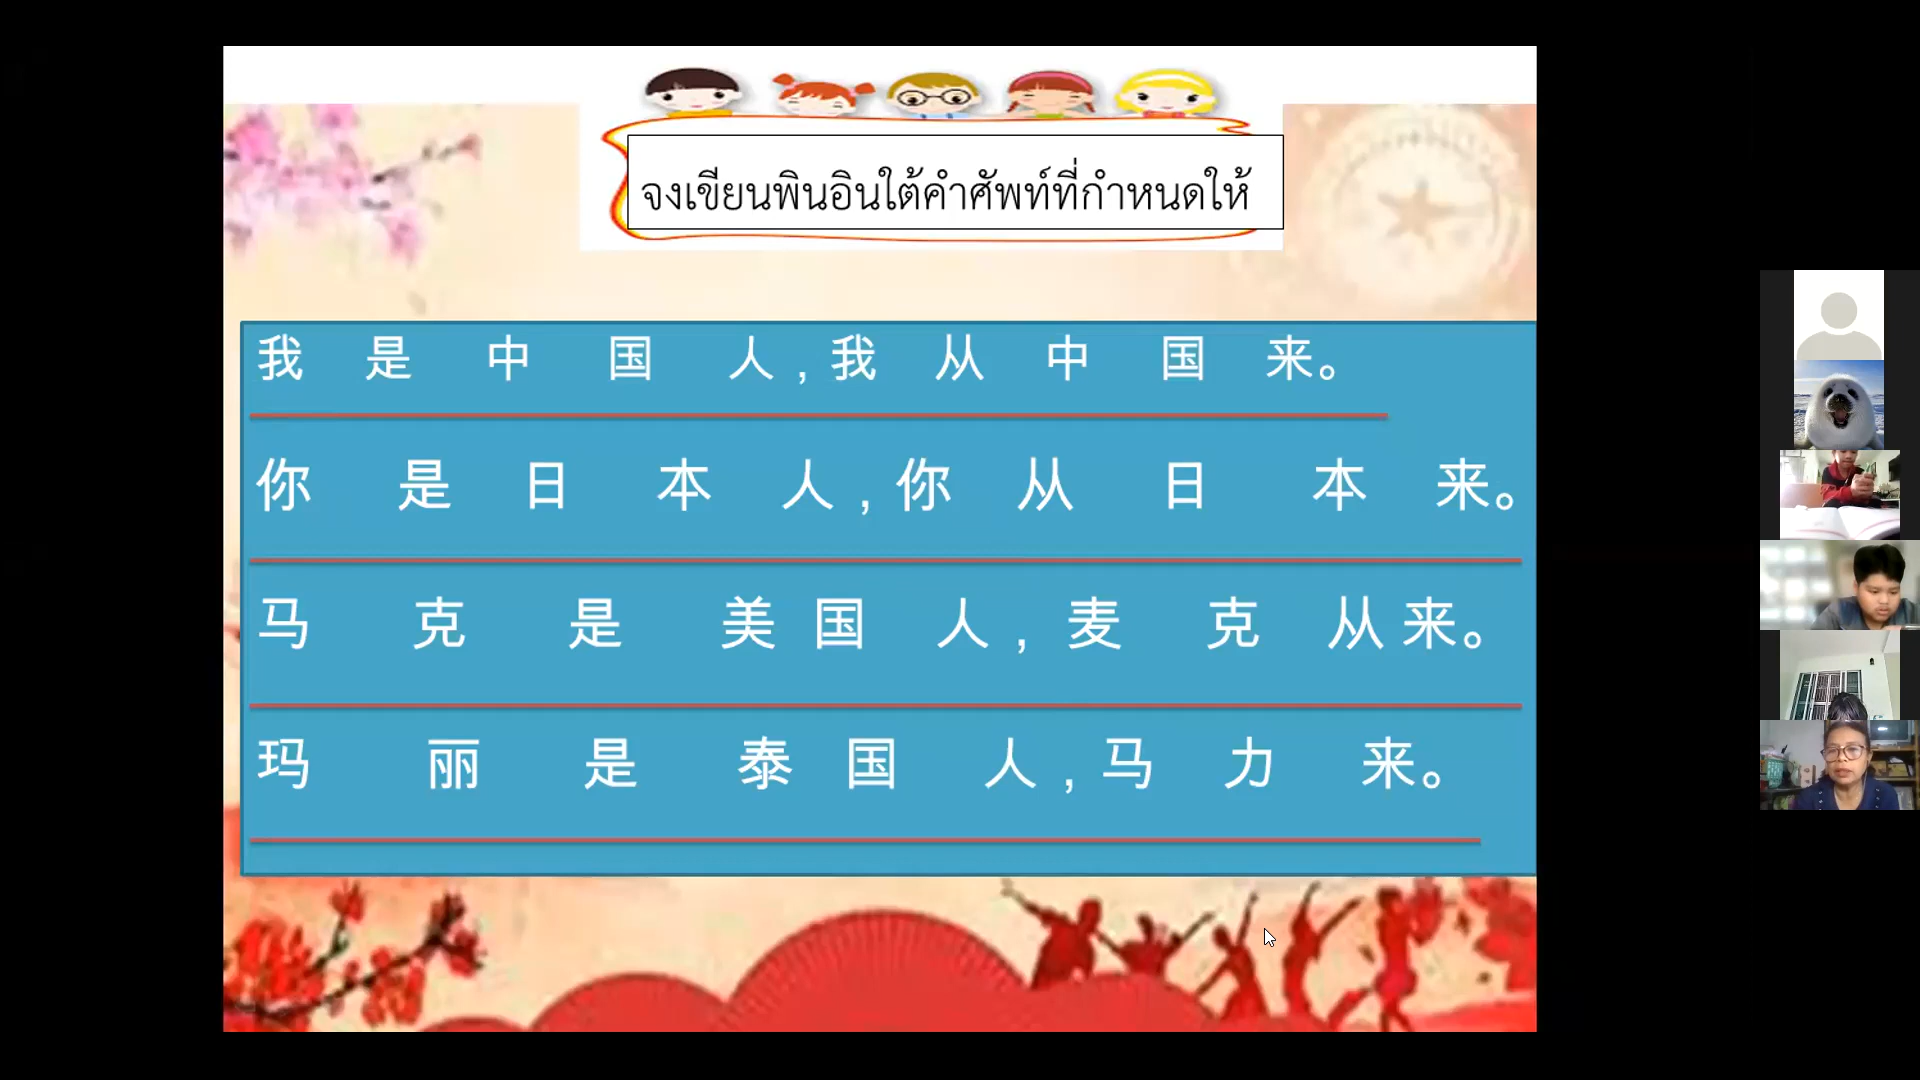 จงเขียนพินอินใต้คำศัพท์ที่กำหนดให้
我 是 中 国 人,我 从 中 国 来。
你 是 日 本 人,你 从 日 本 来。
马 克 是 美 国 人,麦 克 从 来。
玛 丽 是 泰 国 人,马 力 来。